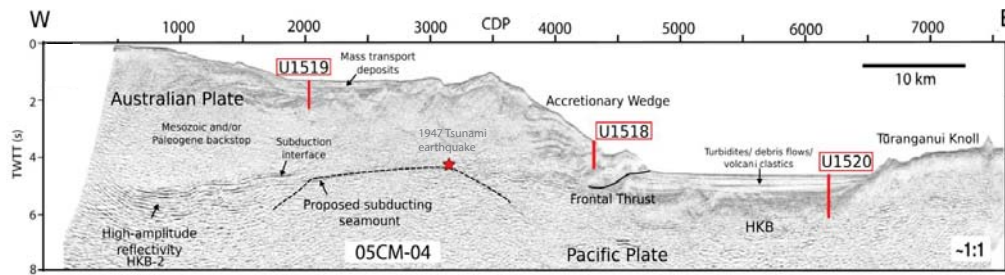 W
1000
2000
3000
CDP
4000
5000
6000
7000
E
0
2
4
6
8
TWTT (s)
U1519
Mass transport
deposits
10 km
Australian Plate
Accretionary Wedge
Mesozoic and/or
Paleogene backstop
Subduction
interface
1947 Tsunami
earthquake
U1518
Turbidites/ debris flows/
volcani clastics
U1520
Tūranganui Knoll
Proposed subducting
seamount
Frontal Thrust
HKB
High-amplitude
reflectivity
HKB-2
05CM-04
Pacific Plate
~1:1